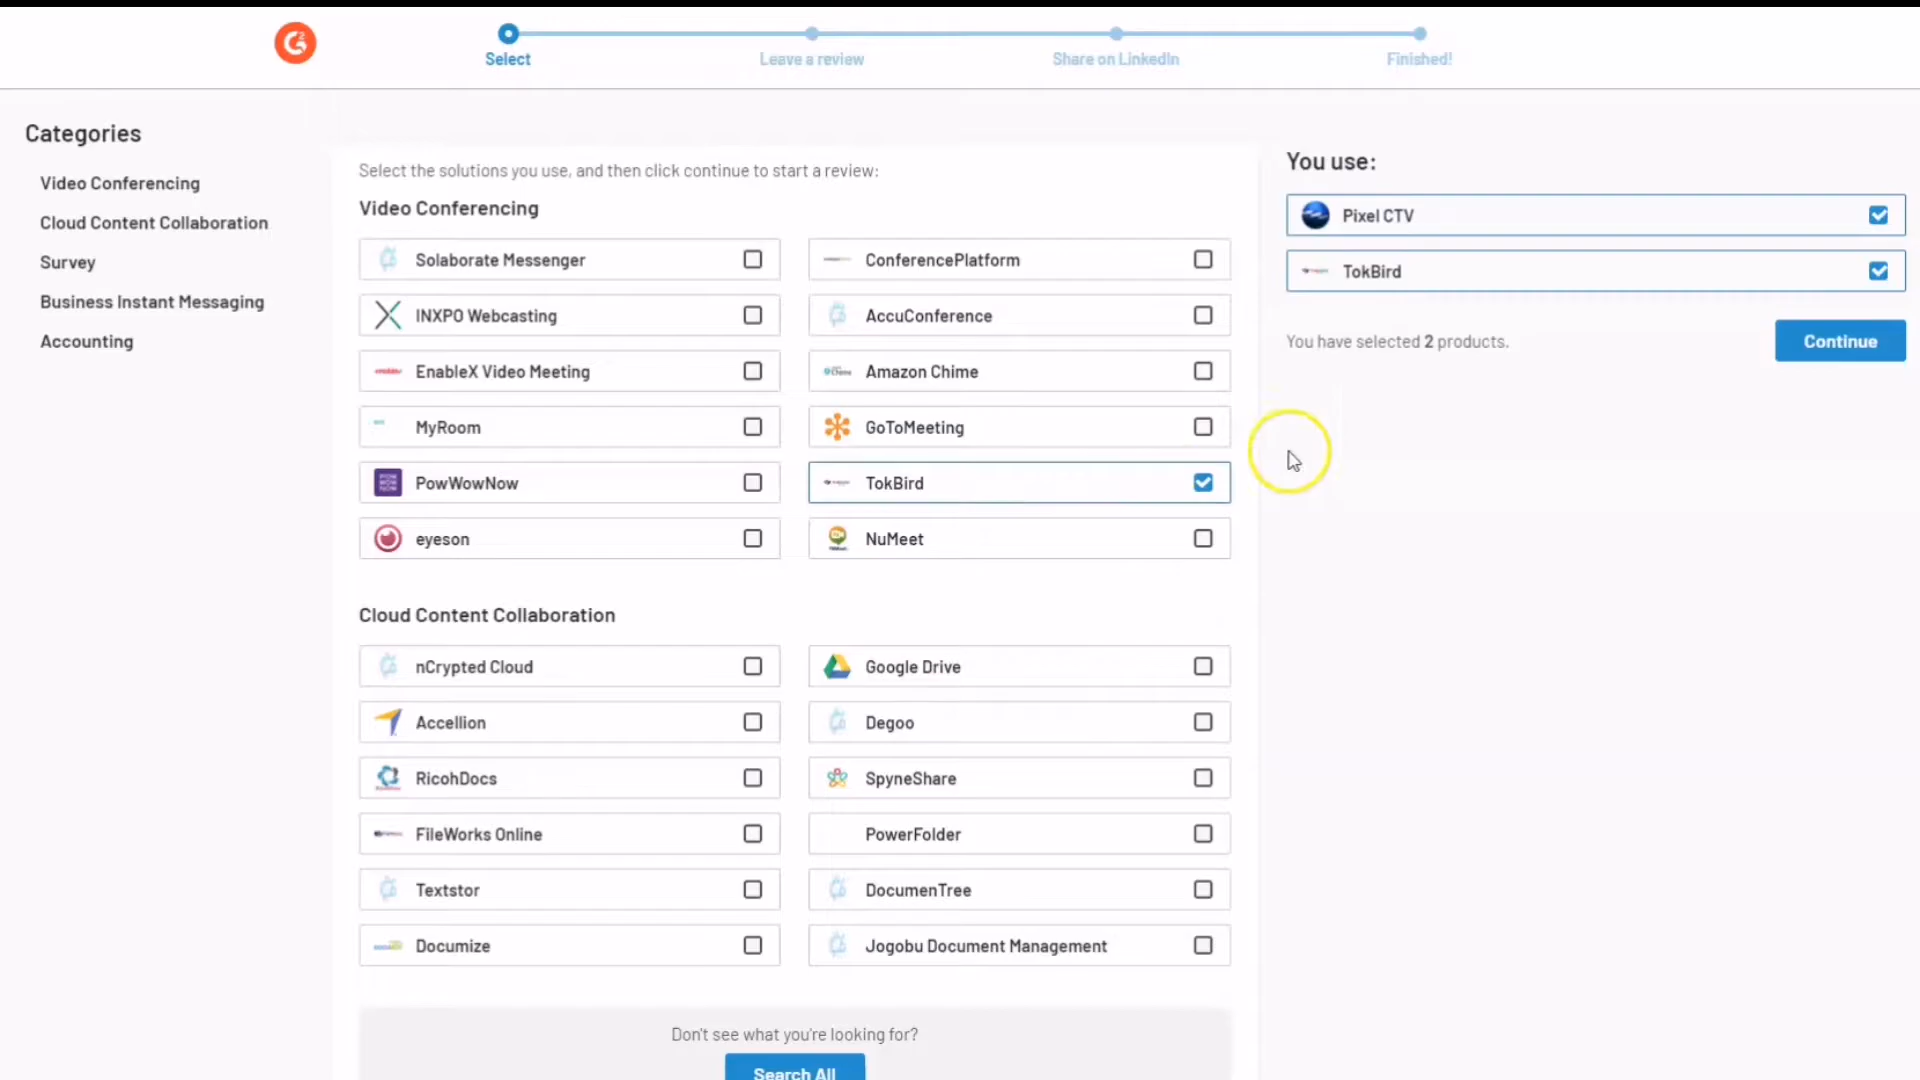 Select
Leave a review
Share on LinkedIn
Finished!
Categories
Video Conferencing
Cloud Content Collaboration
Survey
Business Instant Messaging
Accounting
Select the solutions you use, and then click continue to start a review:
Video Conferencing
Solaborate Messenger
ConferencePlatform
INXPO Webcasting
AccuConference
EnableX Video Meeting
Amazon Chime
MyRoom
GoToMeeting
PowWowNow
TokBird
eyeson
NuMeet
Cloud Content Collaboration
nCrypted Cloud
Google Drive
Accellion
Degoo
RicohDocs
SpyneShare
FileWorks Online
PowerFolder
Textstor
DocumenTree
Documize
Jogobu Document Management
Don't see what you're looking for?
Search All
You use:
Pixel CTV
TokBird
You have selected 2 products.
Continue